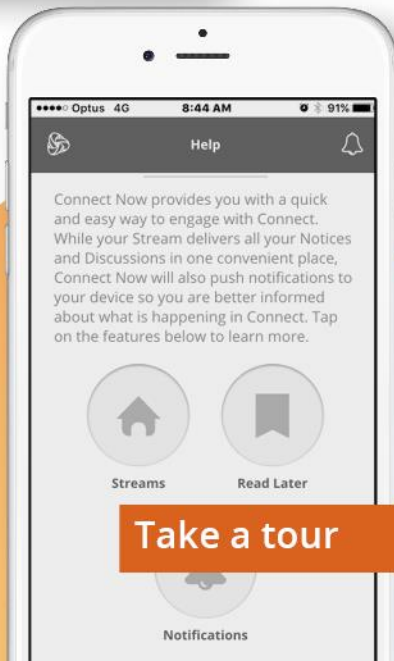 ●●●●○ Optus 4G 8:44 AM 91%
Help
Connect Now provides you with a quick
and easy way to engage with Connect.
While your Stream delivers all your Notices
and Discussions in one convenient place,
Connect Now will also push notifications to
your device so you are better informed
about what is happening in Connect. Tap
on the features below to learn more.
Streams Read Later
Take a tour
Notifications